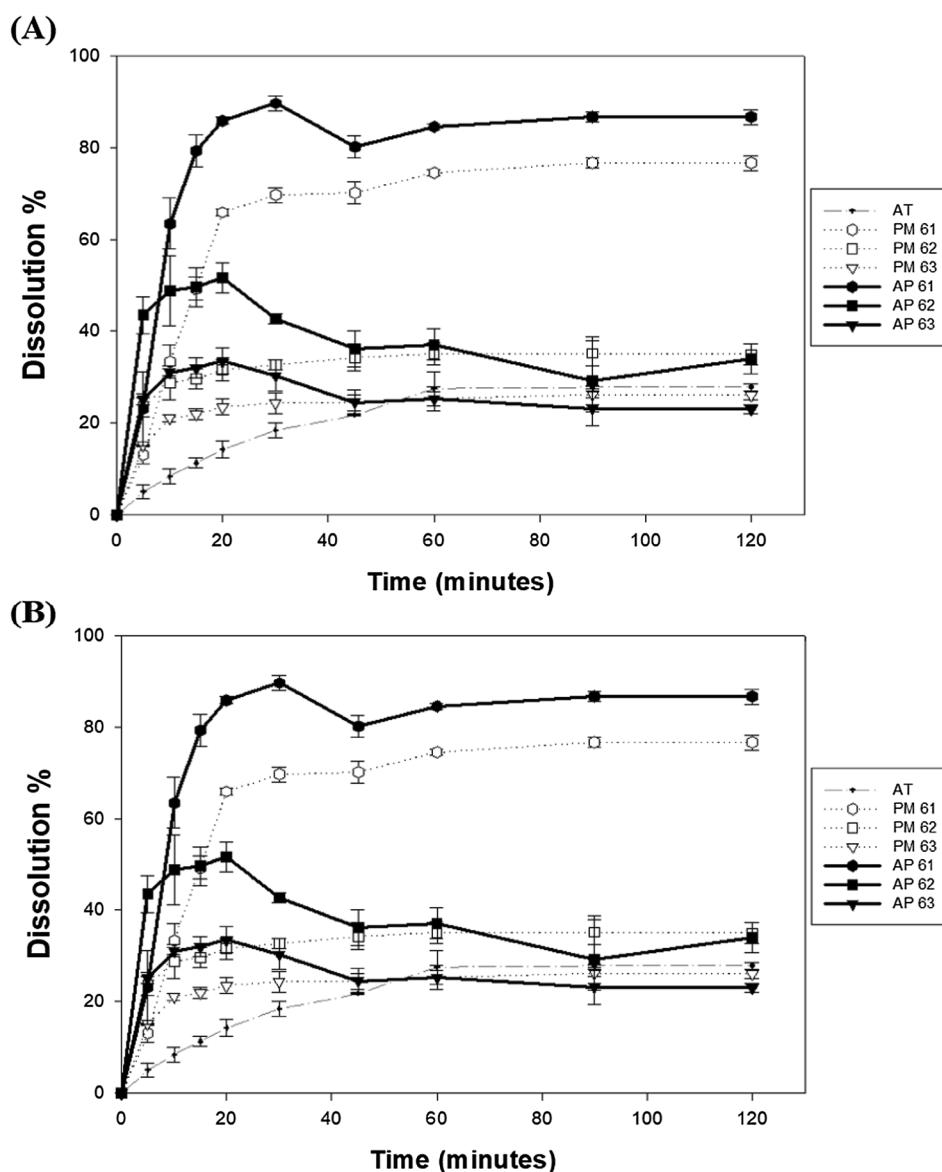 (A)
100
80
60
40
20
0
Dissolution %
0 20 40 60 80 100 120
Time (minutes)
AT
PM 61
PM 62
PM 63
AP 61
AP 62
AP 63
(B)
100
80
60
40
20
0
Dissolution %
0 20 40 60 80 100 120
Time (minutes)
AT
PM 61
PM 62
PM 63
AP 61
AP 62
AP 63